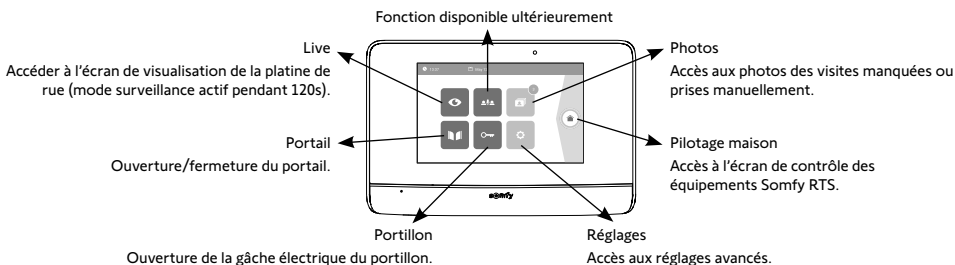 Fonction disponible ultérieurement
Live
Accéder à l'écran de visualisation de la platine de
rue (mode surveillance actif pendant 120s).
Photos
Accès aux photos des visites manquées ou
prises manuellement.
Portail
Ouverture/fermeture du portail.
Pilotage maison
Accès à l'écran de contrôle des
équipements Somfy RTS.
somfy
Portillon
Ouverture de la gâche électrique du portillon.
Réglages
Accès aux réglages avancés.